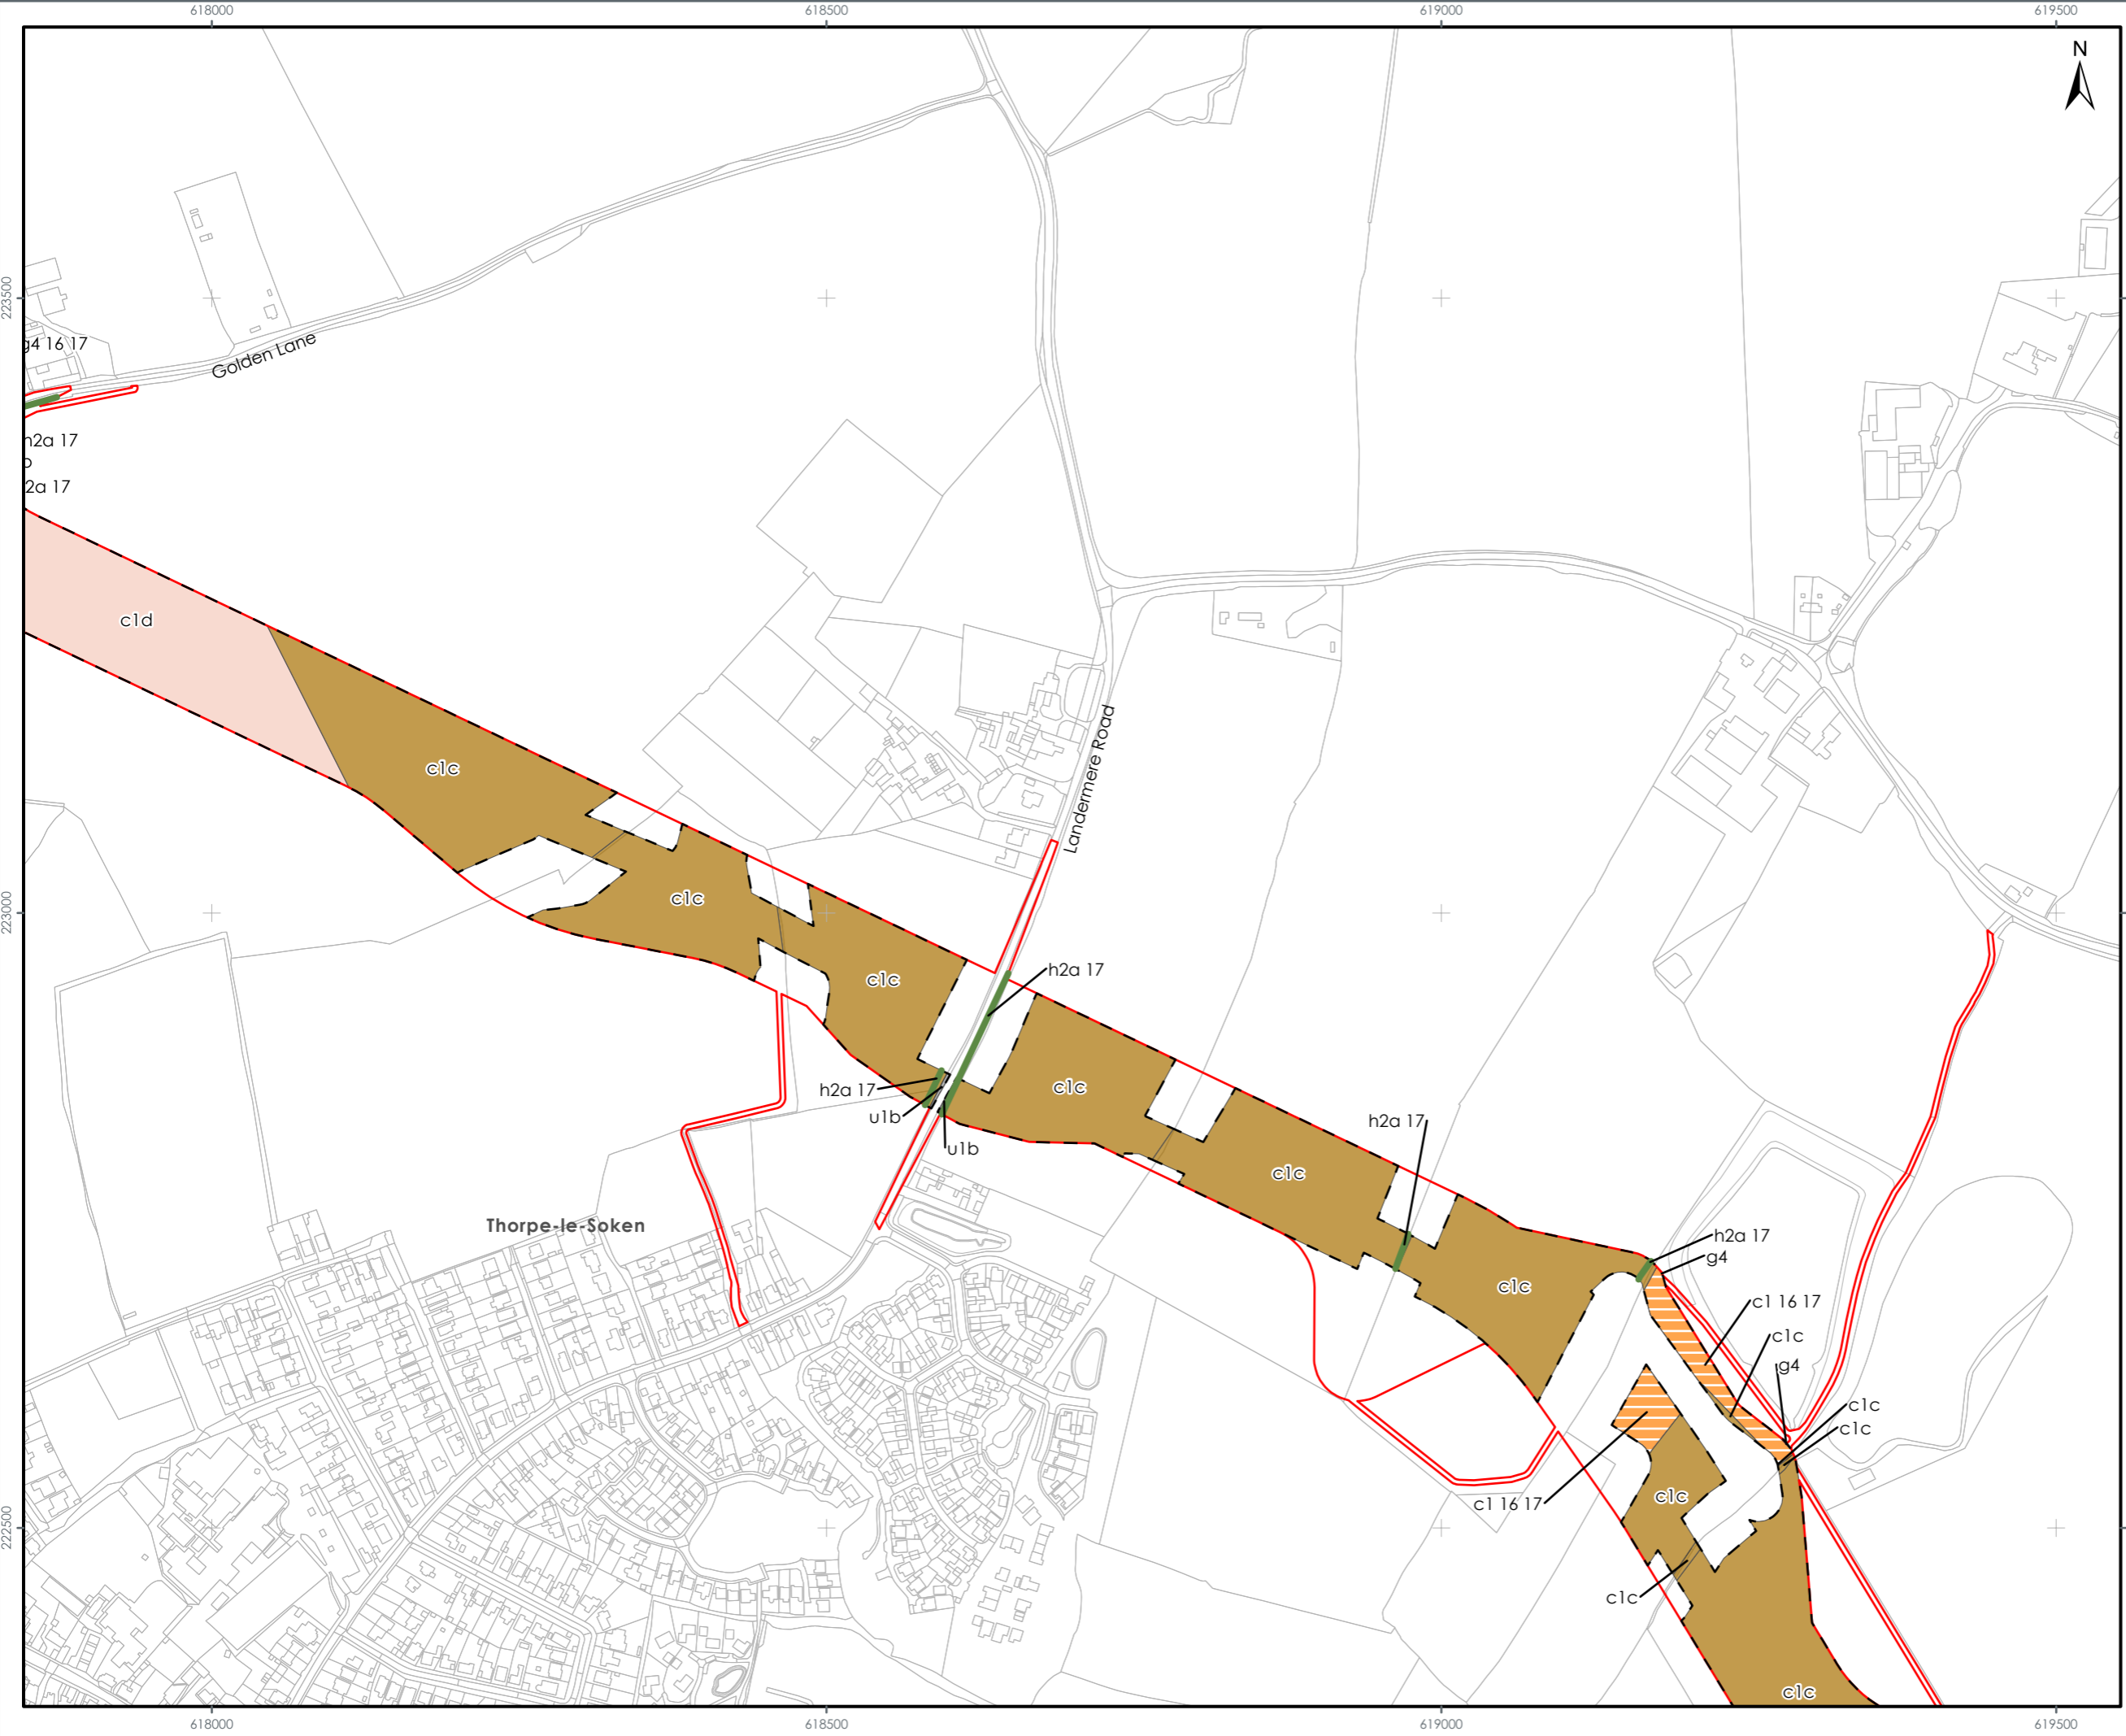 618000
618500
619000
619500
N
223500
g4 16 17
Golden Lane
h2a 17
2a 17
c1d
Landermere Road
c1c
c1c
223000
c1c
h2a 17
h2a 17
c1c
u1b
h2a 17
u1b
c1c
Thorpe-le-Soken
h2a 17
g4
c1c
c1 16 17
c1c
g4
c1c
c1c
c1c
c1 16 17
222500
c1c
c1c
618000
618500
619000
619500